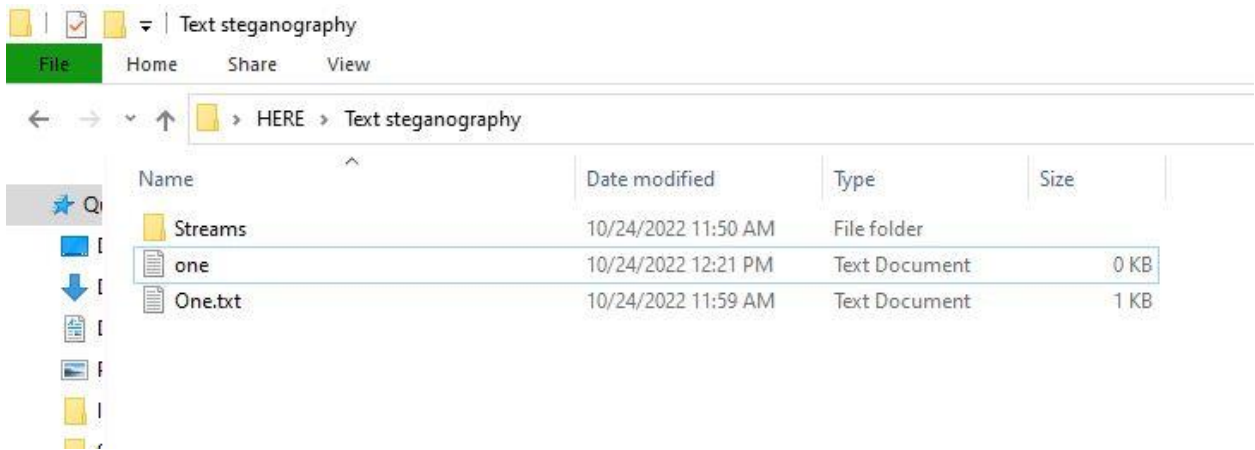 Text steganography
File Home Share View
HERE > Text steganography
Name Date modified Type Size
Streams 10/24/2022 11:50 AM File folder
one 10/24/2022 12:21 PM Text Document 0 KB
One.txt 10/24/2022 11:59 AM Text Document 1 KB